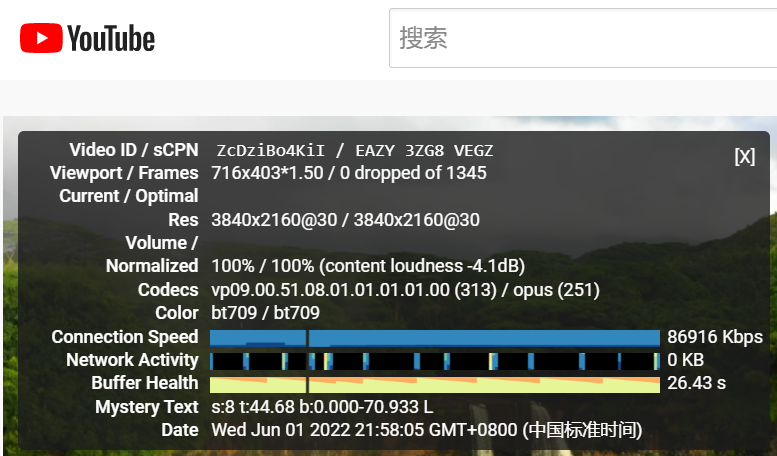 YouTube
搜索
Video ID / sCPN ZcDziBo4KiI / EAZY 3ZG8 VEGZ
[X]
Viewport / Frames 716x403*1.50 / 0 dropped of 1345
Current / Optimal
Res 3840x2160@30 / 3840x2160@30
Volume /
Normalized 100% / 100% (content loudness -4.1dB)
Codecs vp09.00.51.08.01.01.01.01.00 (313) / opus (251)
Color bt709 / bt709
Connection Speed 86916 Kbps
Network Activity 0 KB
Buffer Health 26.43 s
Mystery Text s:8 t:44.68 b:0.000-70.933 L
Date Wed Jun 01 2022 21:58:05 GMT+0800 (中国标准时间)